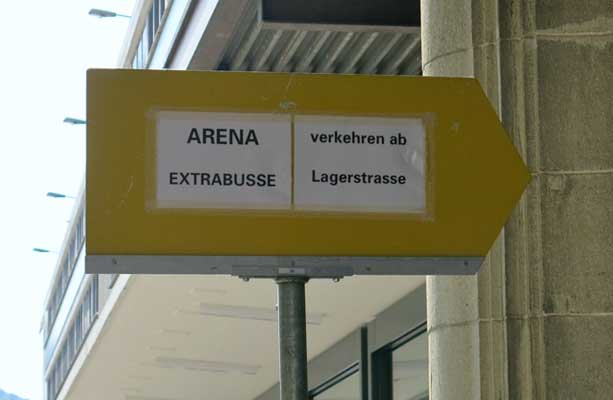 ARENA
EXTRABUSSE
verkehren ab
Lagerstrasse